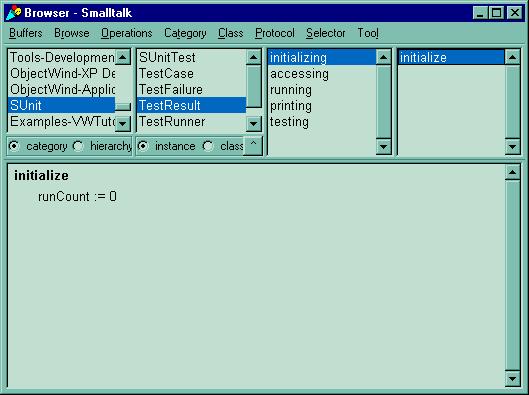 Browser - Smalltalk
Buffers Browse Operations Category Class Protocol Selector Tool
Tools-Developmen
ObjectWind-XP De
ObjectWind-Applic
SUnit
Examples-VWTuto
SUnitTest
TestCase
TestFailure
TestResult
TestRunner
initializing
accessing
running
printing
testing
initialize
category hierarchy instance class ^
initialize
runCount := 0